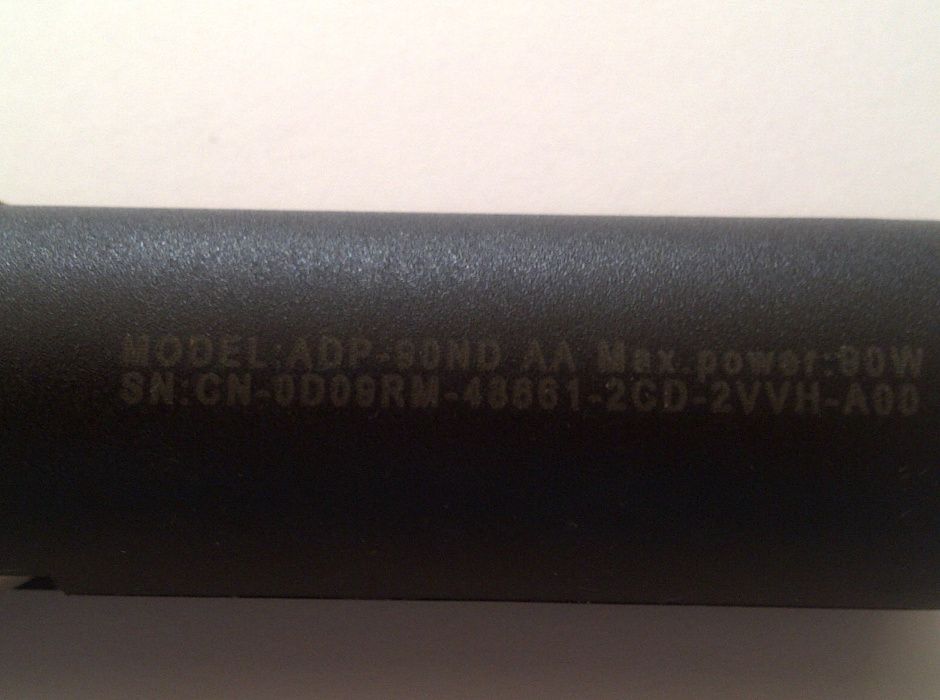 MODEL:ADP-90ND AA Max.power:90W
SN:CN-0D09RM-48661-2CD-2VVH-A00